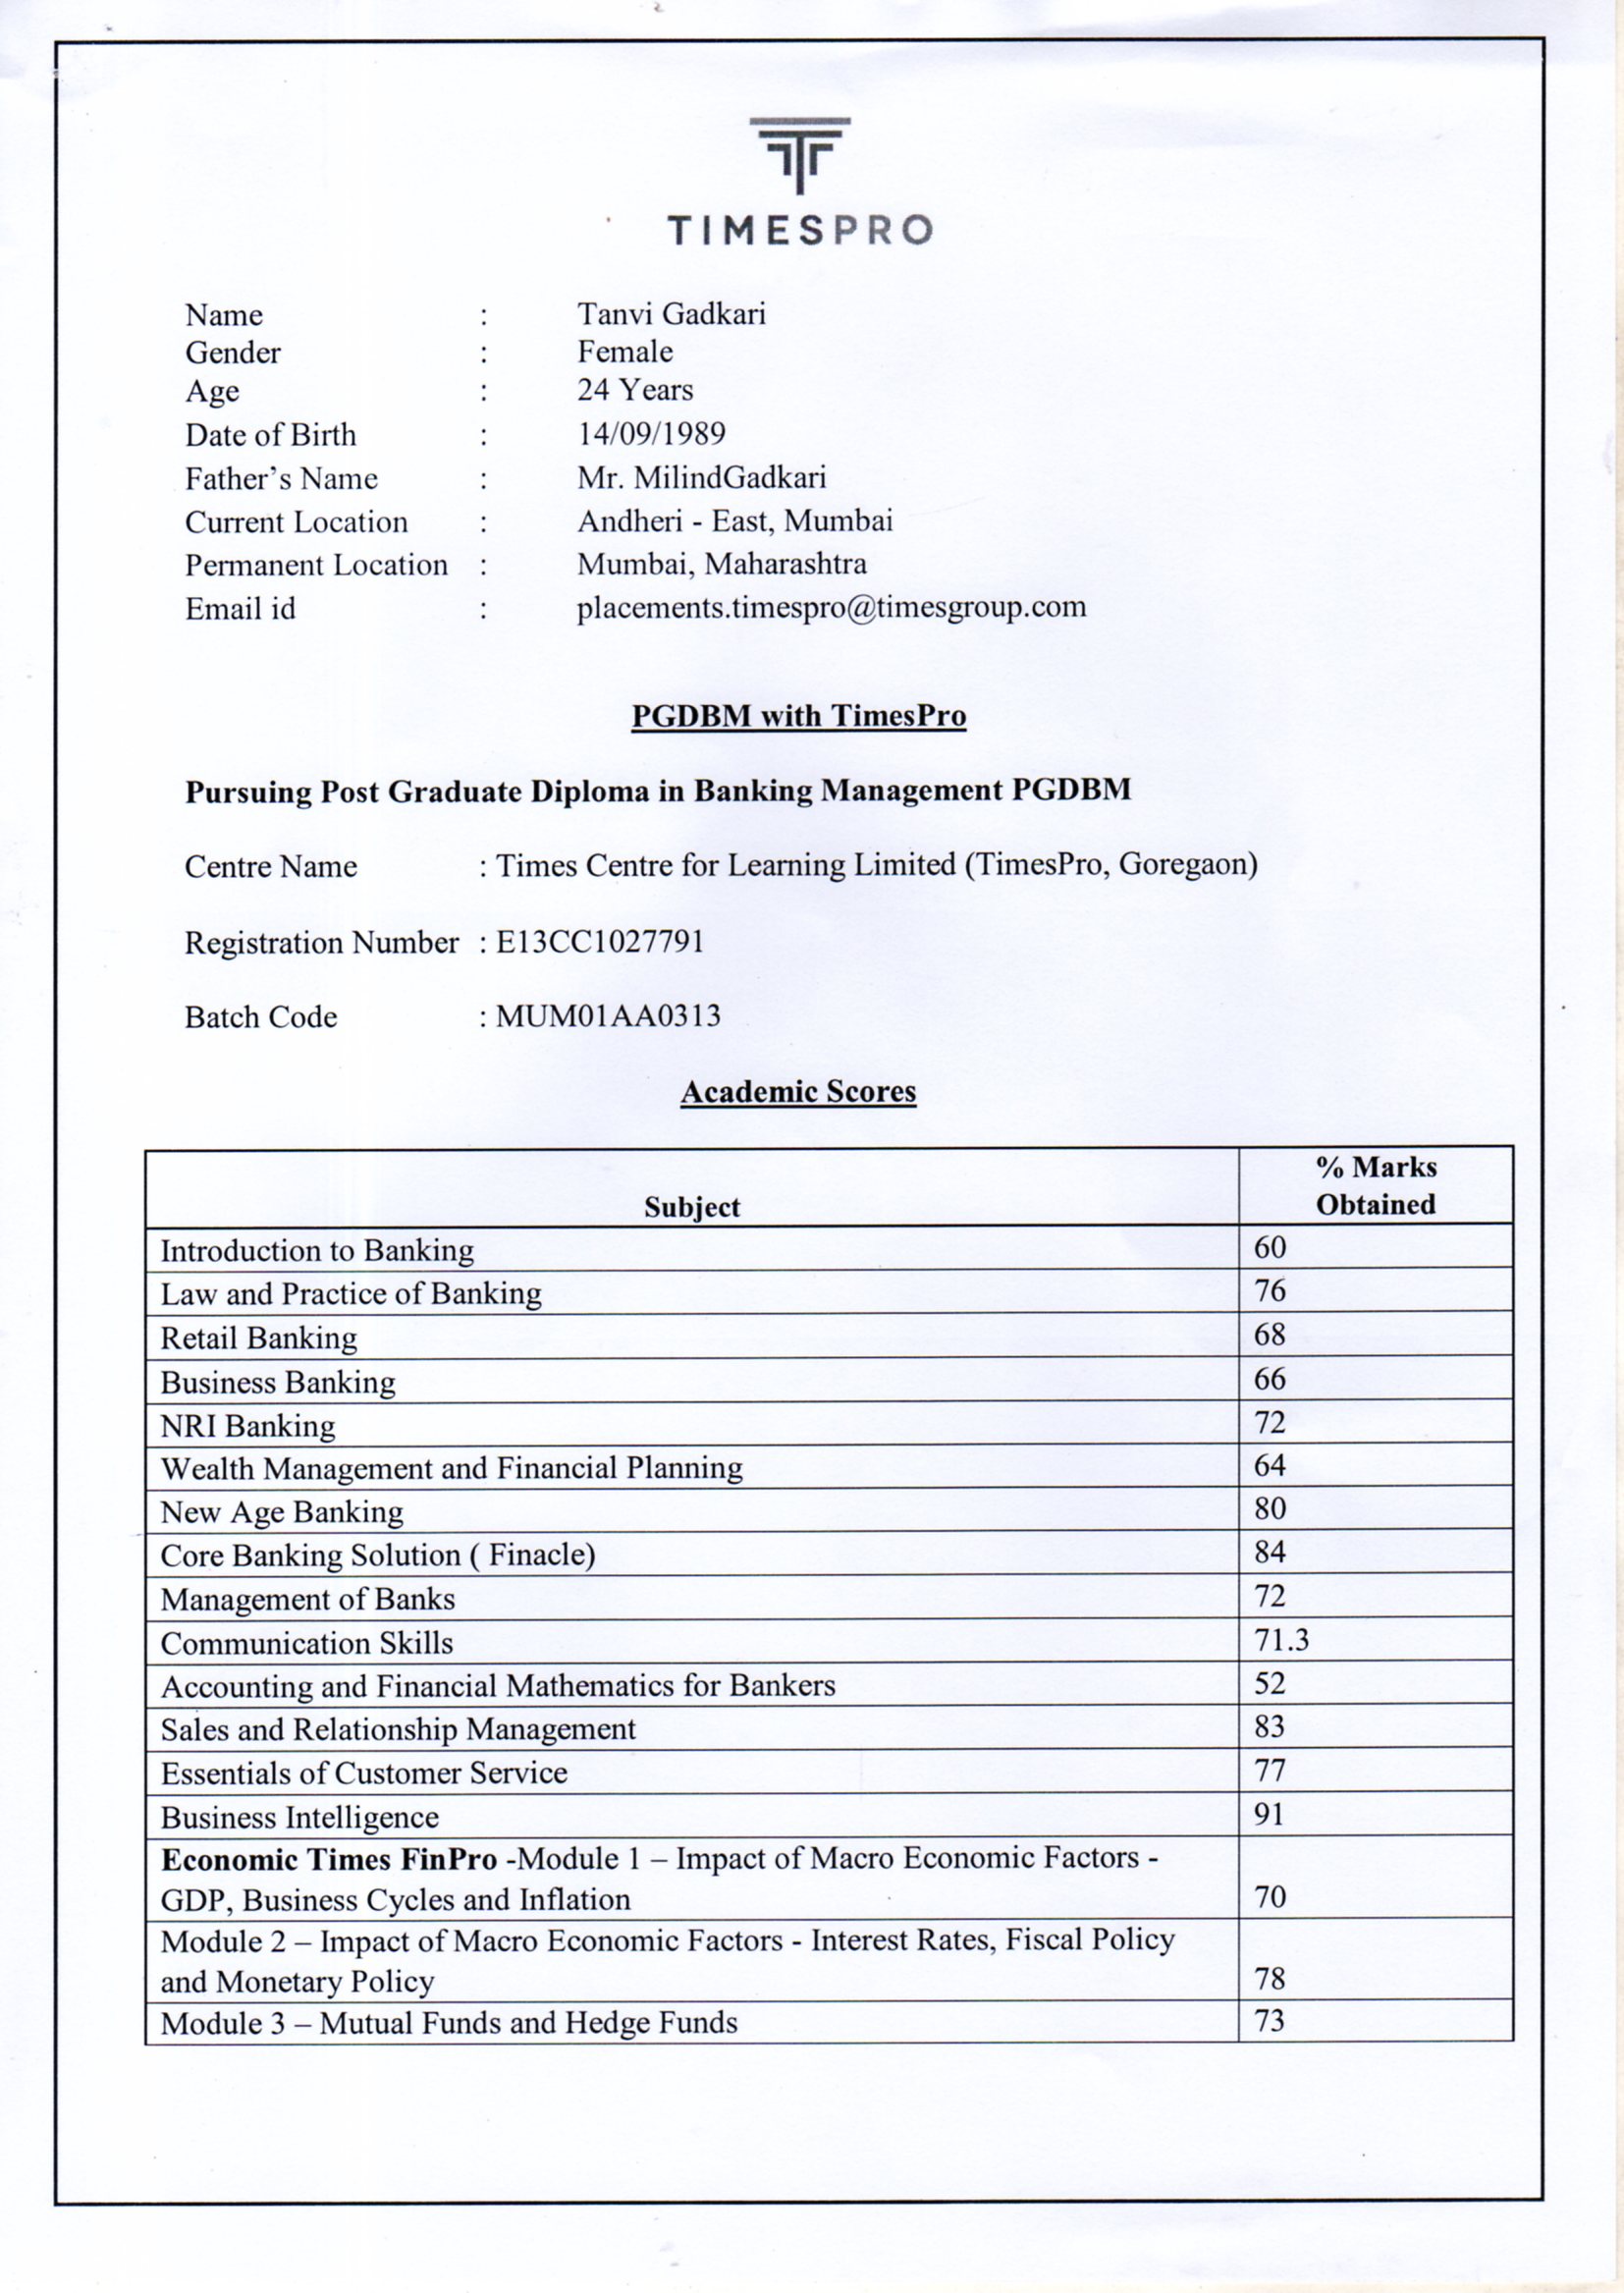 TIMESPRO
Name : Tanvi Gadkari
Gender : Female
Age : 24 Years
Date of Birth : 14/09/1989
Father's Name : Mr. MilindGadkari
Current Location : Andheri - East, Mumbai
Permanent Location : Mumbai, Maharashtra
Email id : placements.timespro@timesgroup.com
PGDBM with TimesPro
Pursuing Post Graduate Diploma in Banking Management PGDBM
Centre Name : Times Centre for Learning Limited (TimesPro, Goregaon)
Registration Number : E13CC1027791
Batch Code : MUM01AA0313
Academic Scores
% Marks
Subject Obtained
Introduction to Banking 60
Law and Practice of Banking 76
Retail Banking 68
Business Banking 66
NRI Banking 72
Wealth Management and Financial Planning 64
New Age Banking 80
Core Banking Solution ( Finacle) 84
Management of Banks 72
Communication Skills 71.3
Accounting and Financial Mathematics for Bankers 52
Sales and Relationship Management 83
Essentials of Customer Service 77
Business Intelligence 91
Economic Times FinPro -Module 1 – Impact of Macro Economic Factors -
GDP, Business Cycles and Inflation 70
Module 2 – Impact of Macro Economic Factors - Interest Rates, Fiscal Policy
and Monetary Policy 78
Module 3 – Mutual Funds and Hedge Funds 73